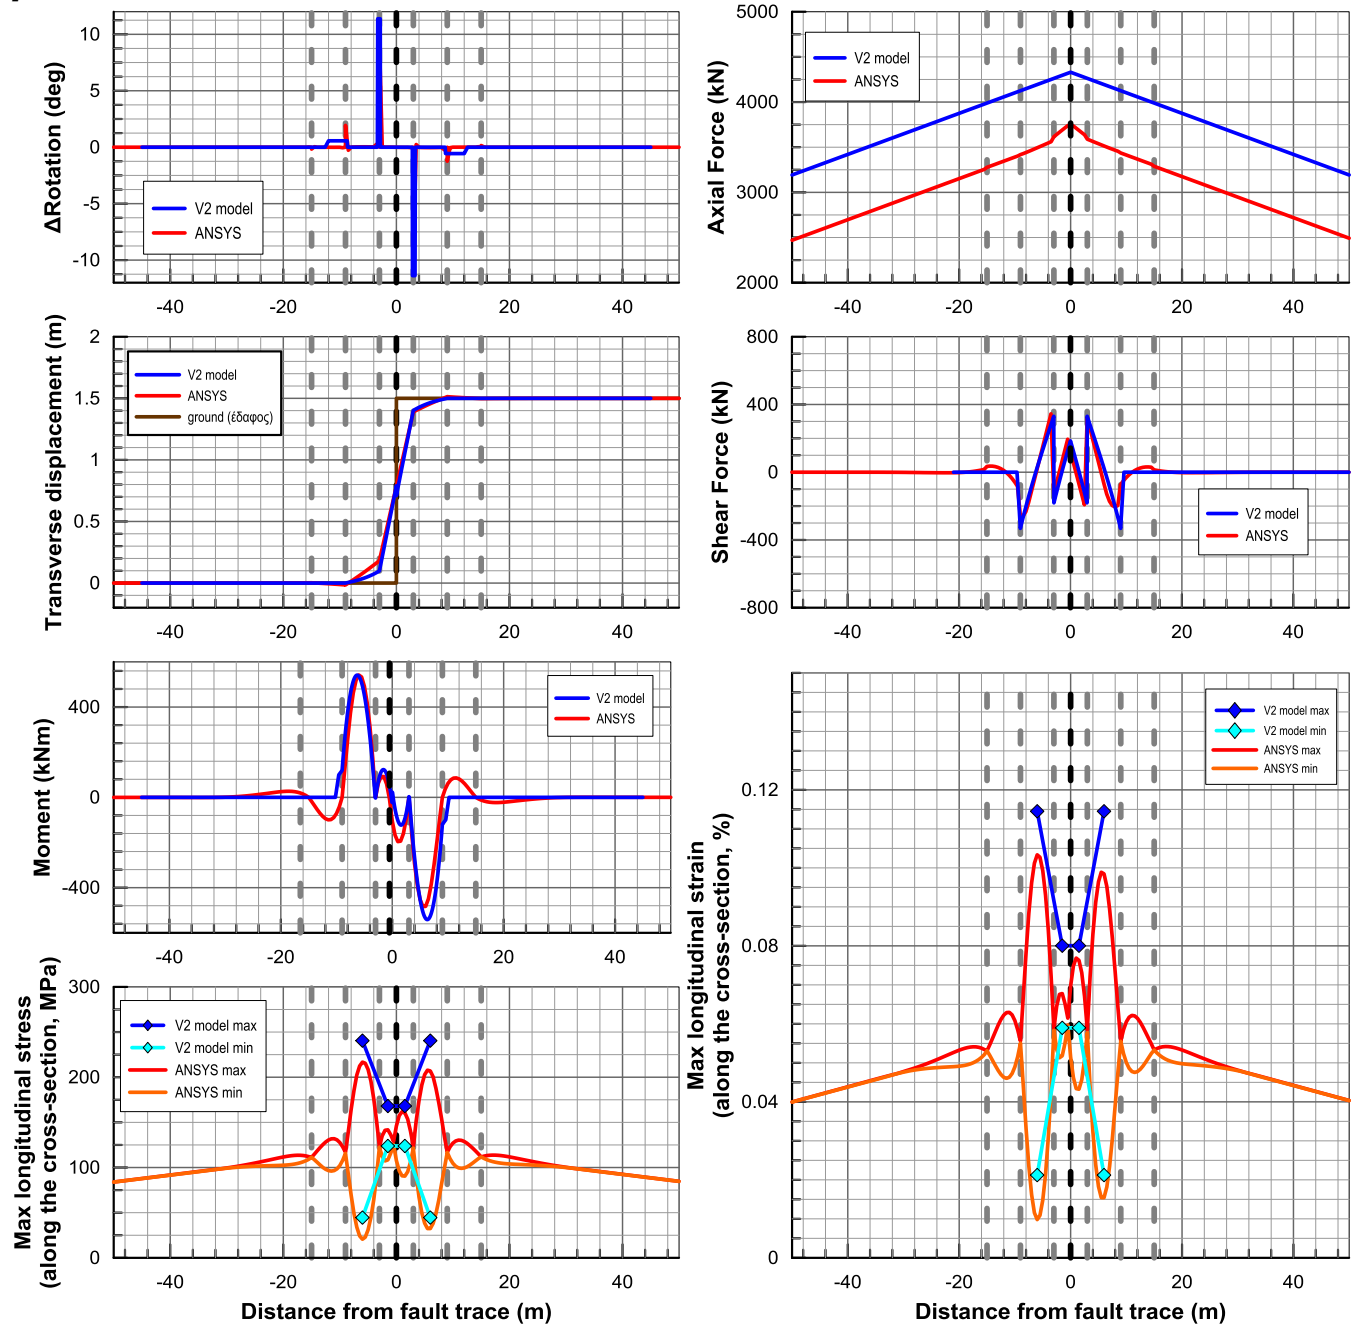 ΔRotation (deg)
10
5
0
-5
-10
V2 model
ANSYS
-40
-20
0
20
40
Axial Force (kN)
5000
4000
3000
2000
V2 model
ANSYS
-40
-20
0
20
40
Transverse displacement (m)
2
1.5
1
0.5
0
V2 model
ANSYS
ground (έδαφος)
-40
-20
0
20
40
Shear Force (kN)
800
400
0
-400
-800
V2 model
ANSYS
-40
-20
0
20
40
Moment (kNm)
400
0
-400
V2 model
ANSYS
-40
-20
0
20
40
Max longitudinal stress
(along the cross-section, MPa)
300
250
200
150
100
50
0
V2 model max
V2 model min
ANSYS max
ANSYS min
-40
-20
0
20
40
Distance from fault trace (m)
Max longitudinal strain
(along the cross-section, %)
0.12
0.08
0.04
0
V2 model max
V2 model min
ANSYS max
ANSYS min
-40
-20
0
20
40
Distance from fault trace (m)